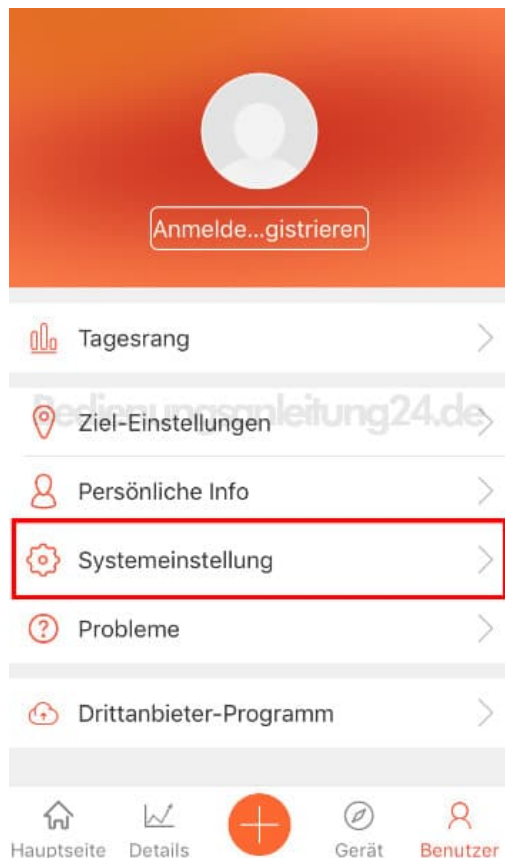 Anmelde...gistrieren
Tagesrang
Bedienungsanleitung24.de
Ziel-Einstellungen
Persönliche Info
Systemeinstellung
Probleme
Drittanbieter-Programm
Hauptseite Details Gerät Benutzer